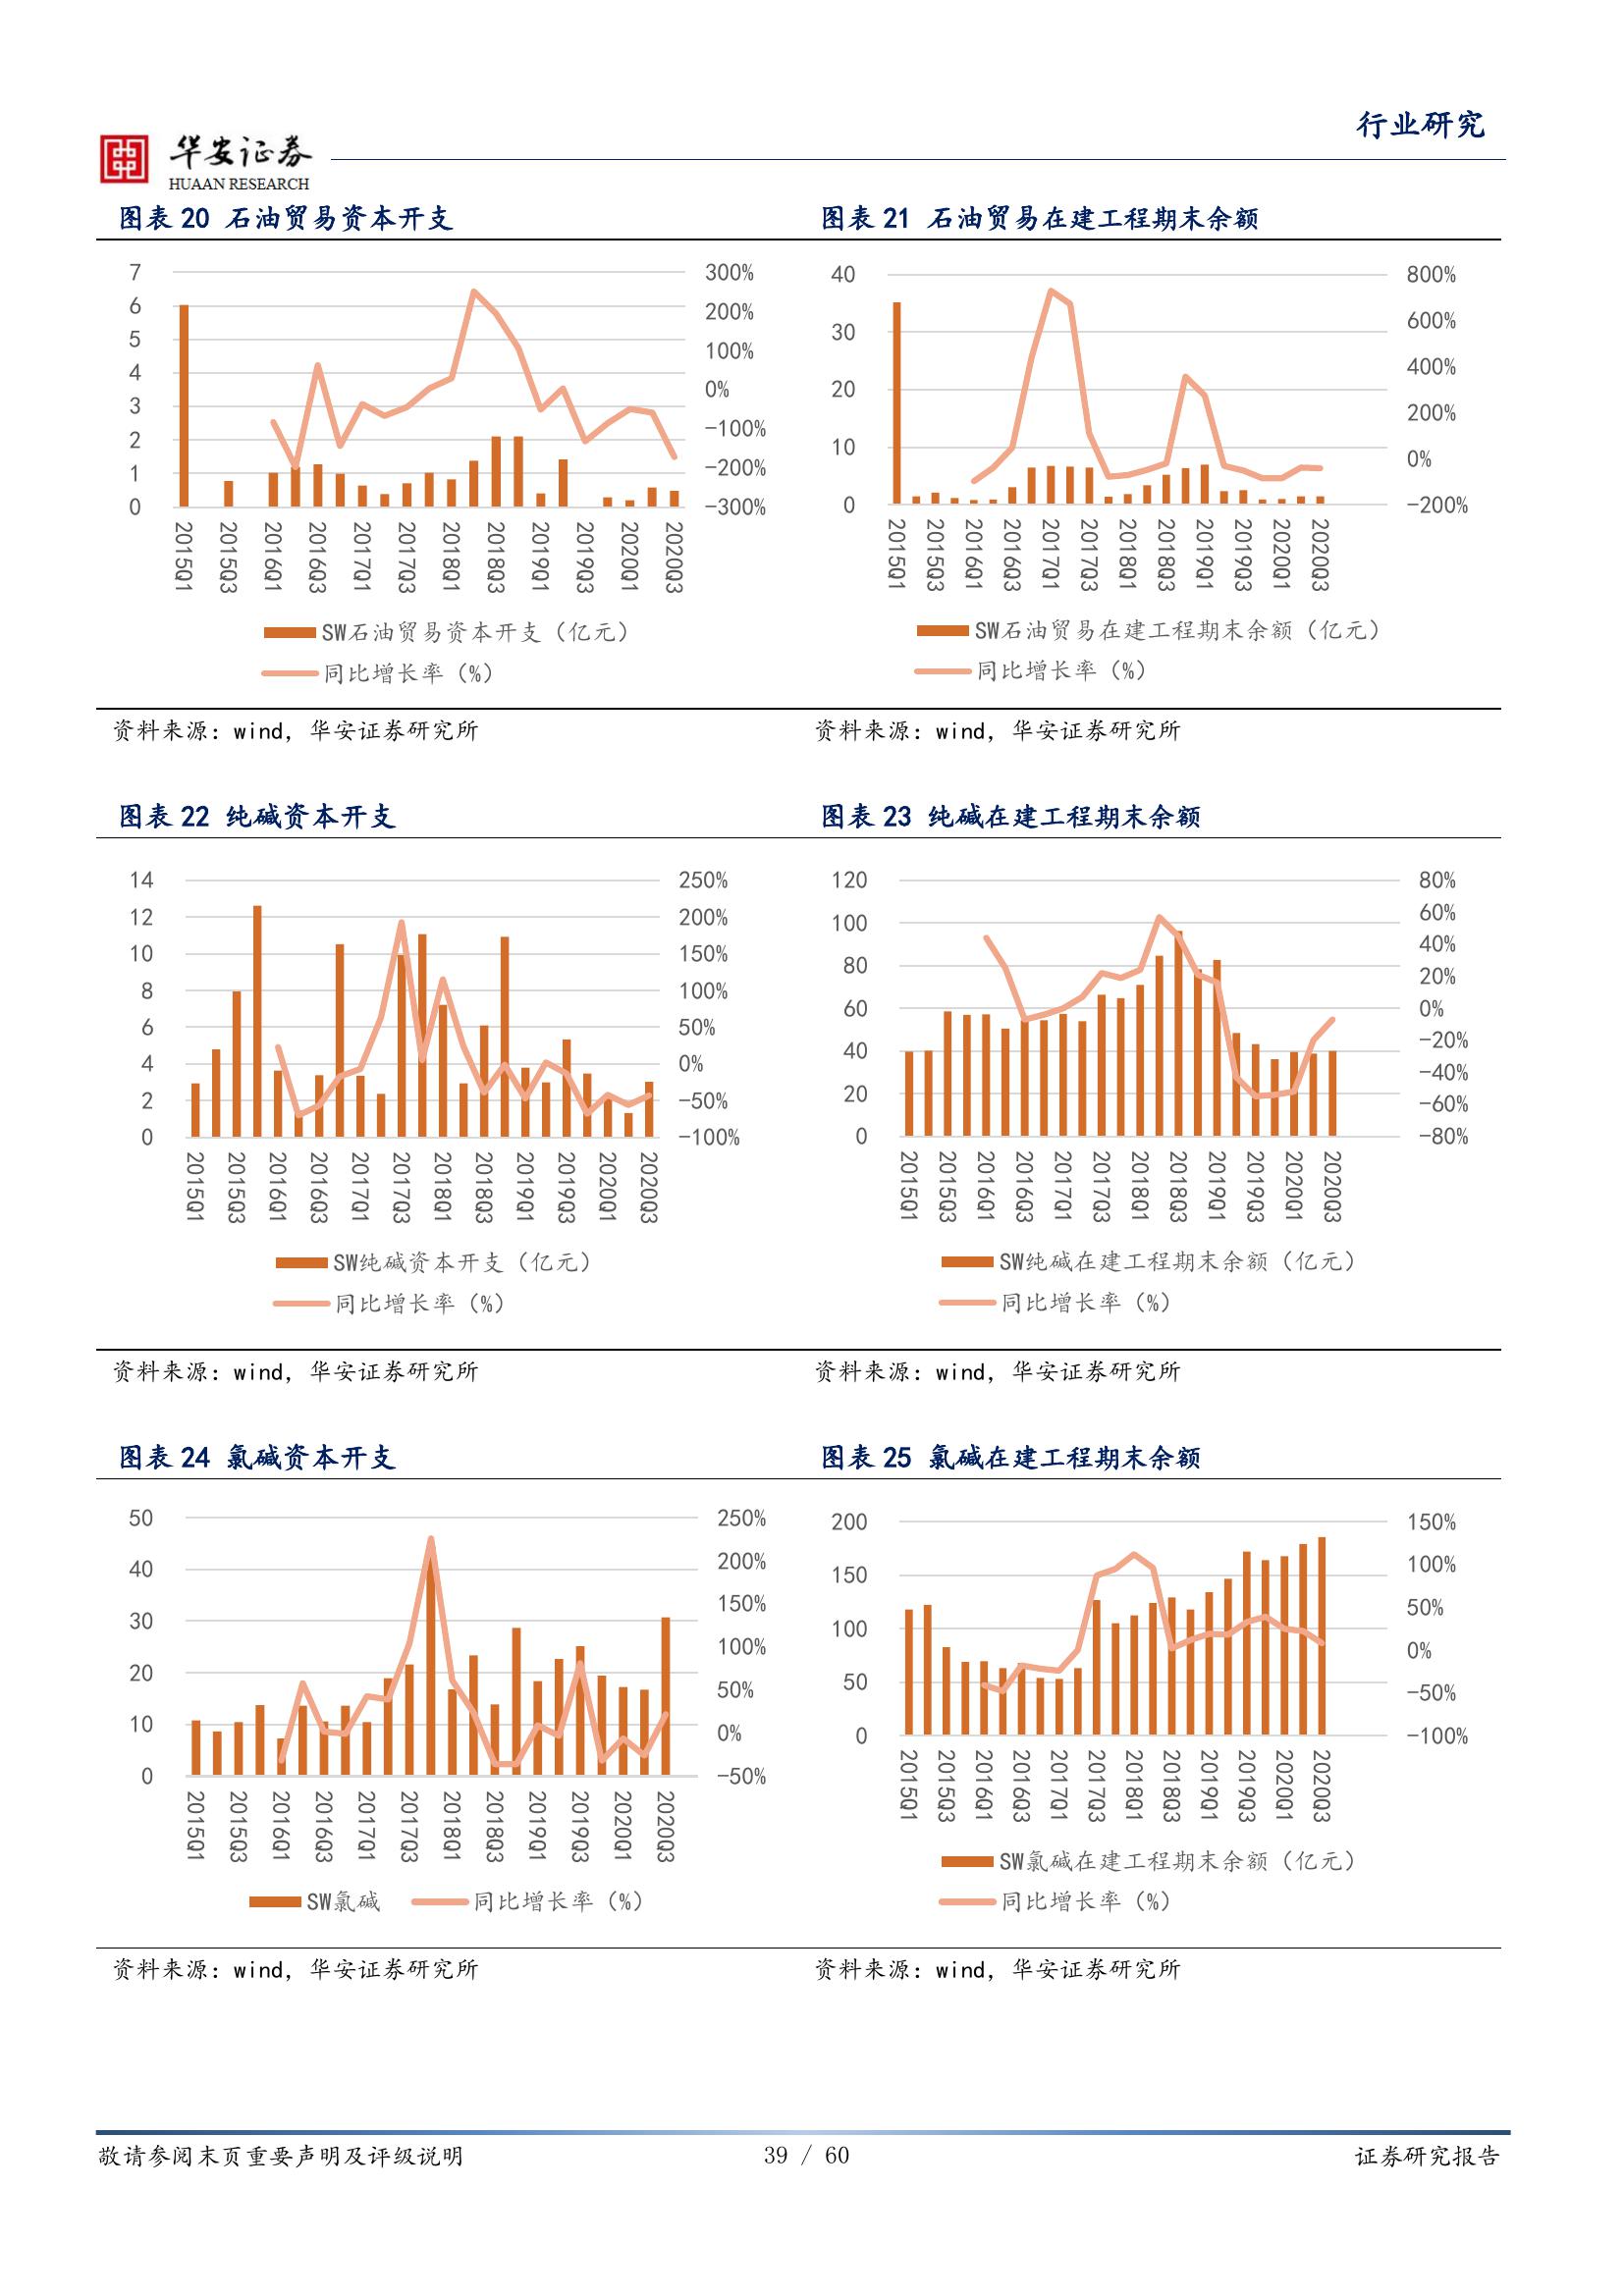 行业研究
华安证券
HUAAN RESEARCH
图表 20 石油贸易资本开支
7
6
5
4
3
2
1
0
300%
200%
100%
0%
-100%
-200%
-300%
2015Q1
2015Q3
2016Q1
2016Q3
2017Q1
2017Q3
2018Q1
2018Q3
2019Q1
2019Q3
2020Q1
2020Q3
SW石油贸易资本开支（亿元）
同比增长率（%）
资料来源：wind，华安证券研究所
图表 21 石油贸易在建工程期末余额
40
30
20
10
0
800%
600%
400%
200%
0%
-200%
2015Q1
2015Q3
2016Q1
2016Q3
2017Q1
2017Q3
2018Q1
2018Q3
2019Q1
2019Q3
2020Q1
2020Q3
SW石油贸易在建工程期末余额（亿元）
同比增长率（%）
资料来源：wind，华安证券研究所
图表 22 纯碱资本开支
14
12
10
8
6
4
2
0
250%
200%
150%
100%
50%
0%
-50%
-100%
2015Q1
2015Q3
2016Q1
2016Q3
2017Q1
2017Q3
2018Q1
2018Q3
2019Q1
2019Q3
2020Q1
2020Q3
SW纯碱资本开支（亿元）
同比增长率（%）
资料来源：wind，华安证券研究所
图表 23 纯碱在建工程期末余额
120
100
80
60
40
20
0
80%
60%
40%
20%
0%
-20%
-40%
-60%
-80%
2015Q1
2015Q3
2016Q1
2016Q3
2017Q1
2017Q3
2018Q1
2018Q3
2019Q1
2019Q3
2020Q1
2020Q3
SW纯碱在建工程期末余额（亿元）
同比增长率（%）
资料来源：wind，华安证券研究所
图表 24 氯碱资本开支
50
40
30
20
10
0
250%
200%
150%
100%
50%
0%
-50%
2015Q1
2015Q3
2016Q1
2016Q3
2017Q1
2017Q3
2018Q1
2018Q3
2019Q1
2019Q3
2020Q1
2020Q3
SW氯碱
同比增长率（%）
资料来源：wind，华安证券研究所
图表 25 氯碱在建工程期末余额
200
150
100
50
0
150%
100%
50%
0%
-50%
-100%
2015Q1
2015Q3
2016Q1
2016Q3
2017Q1
2017Q3
2018Q1
2018Q3
2019Q1
2019Q3
2020Q1
2020Q3
SW氯碱在建工程期末余额（亿元）
同比增长率（%）
资料来源：wind，华安证券研究所
敬请参阅末页重要声明及评级说明
39 / 60
证券研究报告